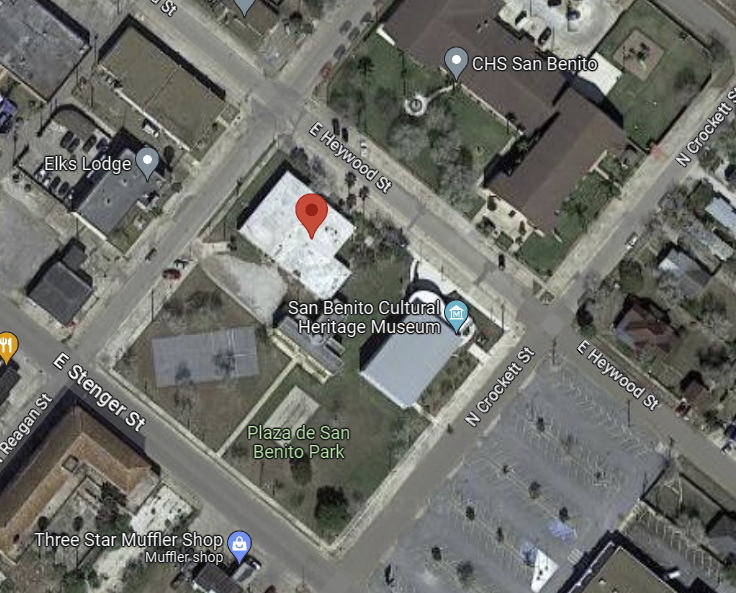 St
CHS San Benito
N Crockett St
E Heywood St
Elks Lodge
San Benito Cultural
Heritage Museum
E Stenger St
N Crockett St
E Heywood St
Reagan St
Plaza de San
Benito Park
Three Star Muffler Shop
Muffler shop